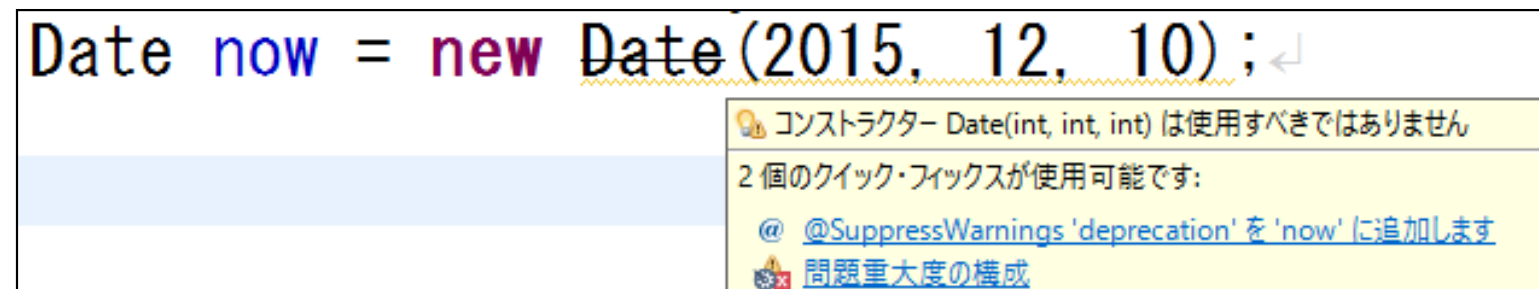 Date now = new Date(2015, 12, 10);↵
コンストラクター Date(int, int, int) は使用すべきではありません
2 個のクイック・フィックスが使用可能です:
@ @SuppressWarnings 'deprecation' を 'now' に追加します
問題重大度の構成